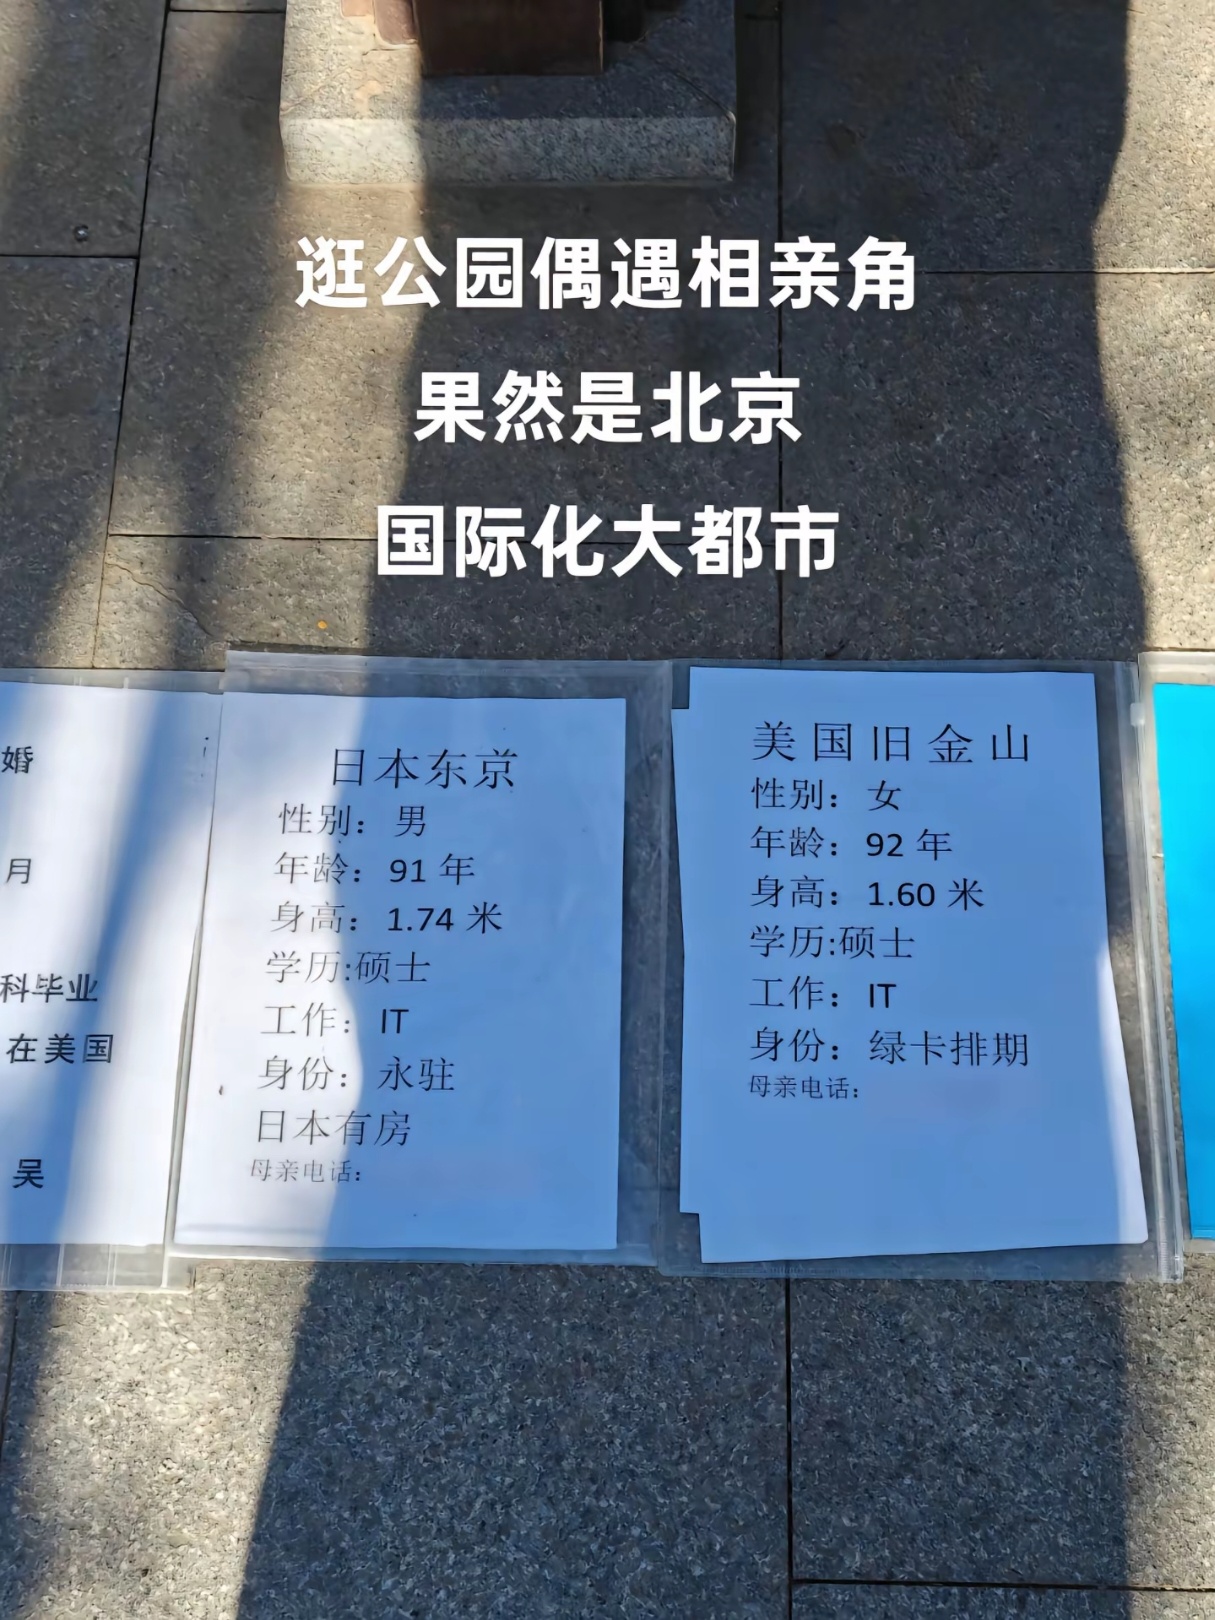 逛公园偶遇相亲角
果然是北京
国际化大都市
婚
月
科毕业
在美国
吴
日本东京
性别：男
年龄：91 年
身高：1.74 米
学历:硕士
工作：IT
身份：永驻
日本有房
母亲电话：
美国旧金山
性别：女
年龄：92 年
身高：1.60 米
学历:硕士
工作：IT
身份：绿卡排期
母亲电话：